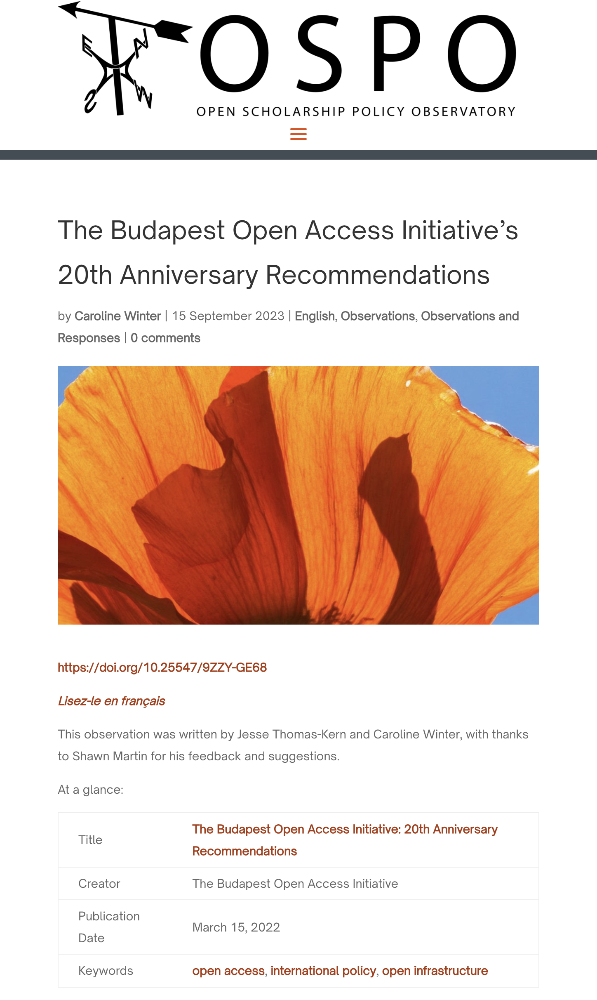 E
N
S
W
OSPO
OPEN SCHOLARSHIP POLICY OBSERVATORY
The Budapest Open Access Initiative’s
20th Anniversary Recommendations
by Caroline Winter | 15 September 2023 | English, Observations, Observations and
Responses | 0 comments
https://doi.org/10.25547/9ZZY-GE68
Lisez-le en français
This observation was written by Jesse Thomas-Kern and Caroline Winter, with thanks
to Shawn Martin for his feedback and suggestions.
At a glance:
Title
The Budapest Open Access Initiative: 20th Anniversary
Recommendations
Creator
The Budapest Open Access Initiative
Publication
Date
March 15, 2022
Keywords
open access, international policy, open infrastructure